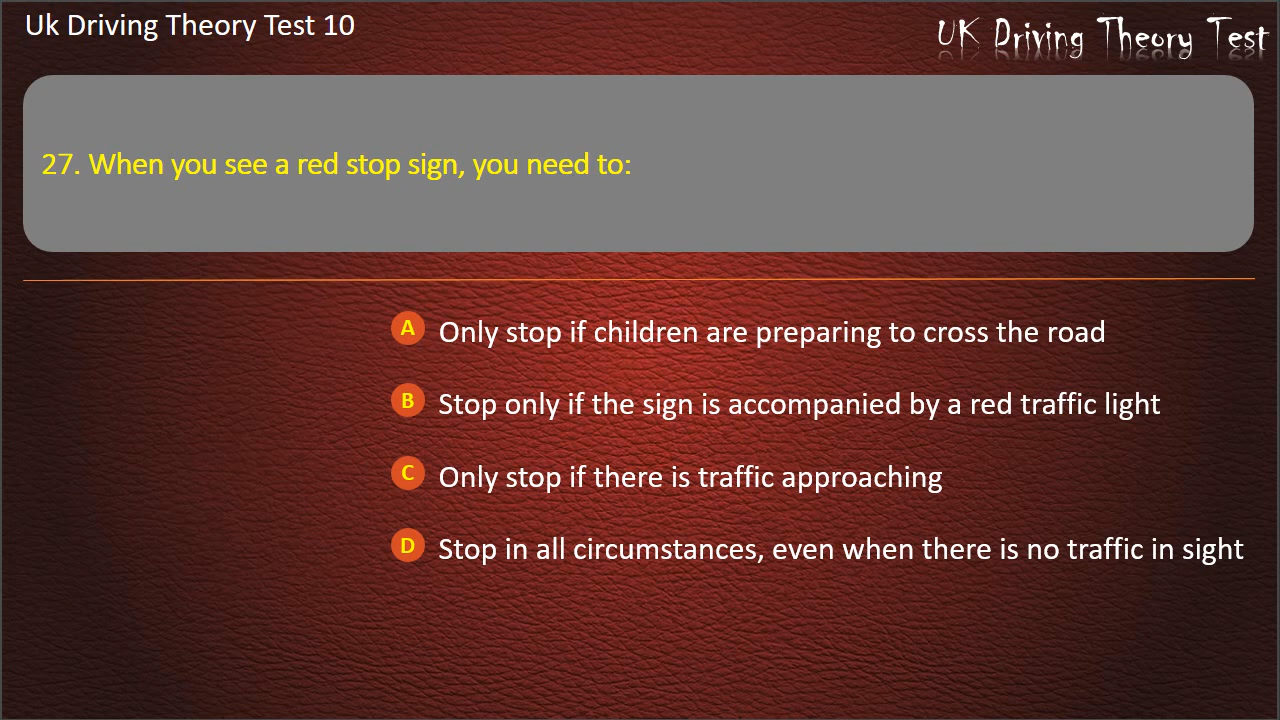 Uk Driving Theory Test 10
UK Driving Theory Test
27. When you see a red stop sign, you need to:
A Only stop if children are preparing to cross the road
B Stop only if the sign is accompanied by a red traffic light
C Only stop if there is traffic approaching
D Stop in all circumstances, even when there is no traffic in sight